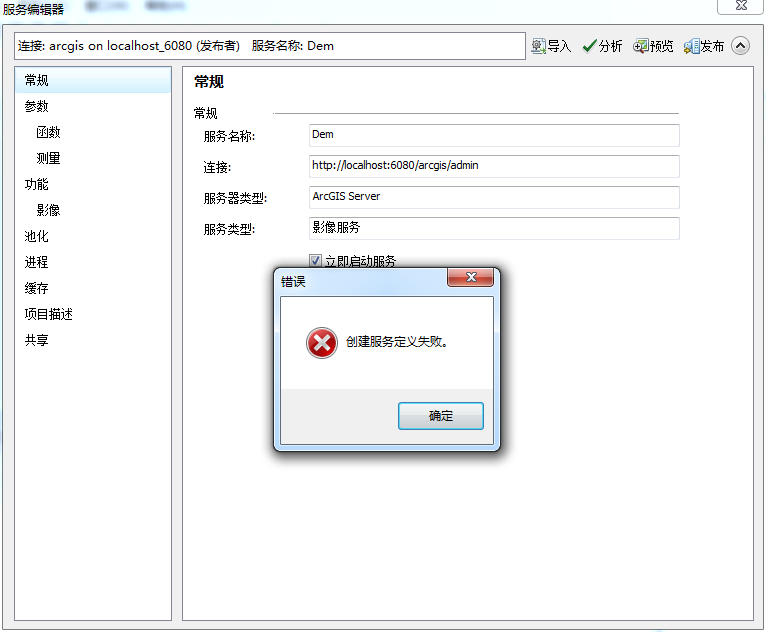 服务编辑器
连接: arcgis on localhost_6080 (发布者) 服务名称: Dem
导入 分析 预览 发布
常规
参数
函数
测量
功能
影像
池化
进程
缓存
项目描述
共享
常规
常规
服务名称: Dem
连接: http://localhost:6080/arcgis/admin
服务器类型: ArcGIS Server
服务类型: 影像服务
立即启动服务
错误
创建服务定义失败。
确定